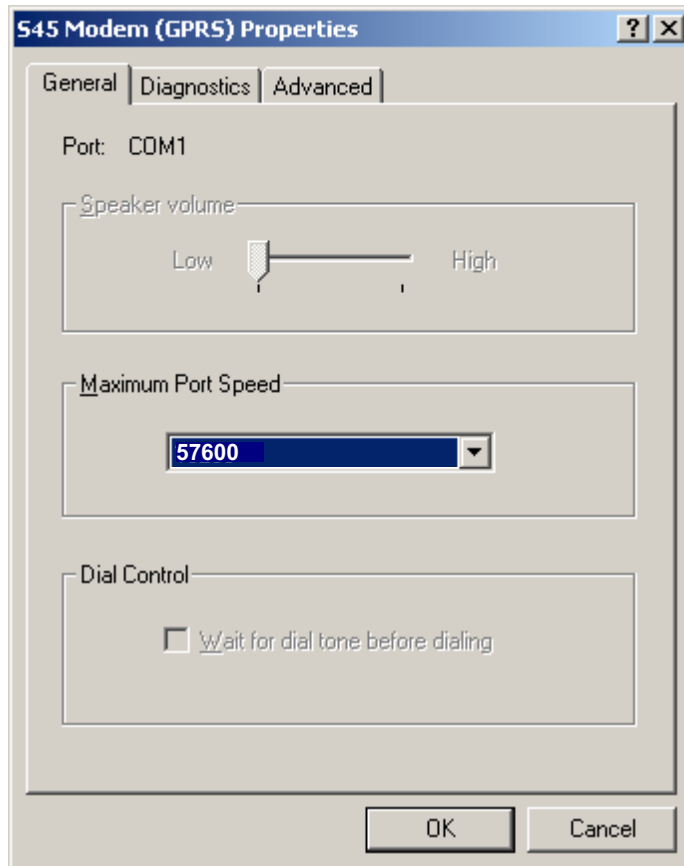 S45 Modem (GPRS) Properties
General Diagnostics Advanced
Port: COM1
Speaker volume
Low High
Maximum Port Speed
57600
Dial Control
Wait for dial tone before dialing
OK Cancel